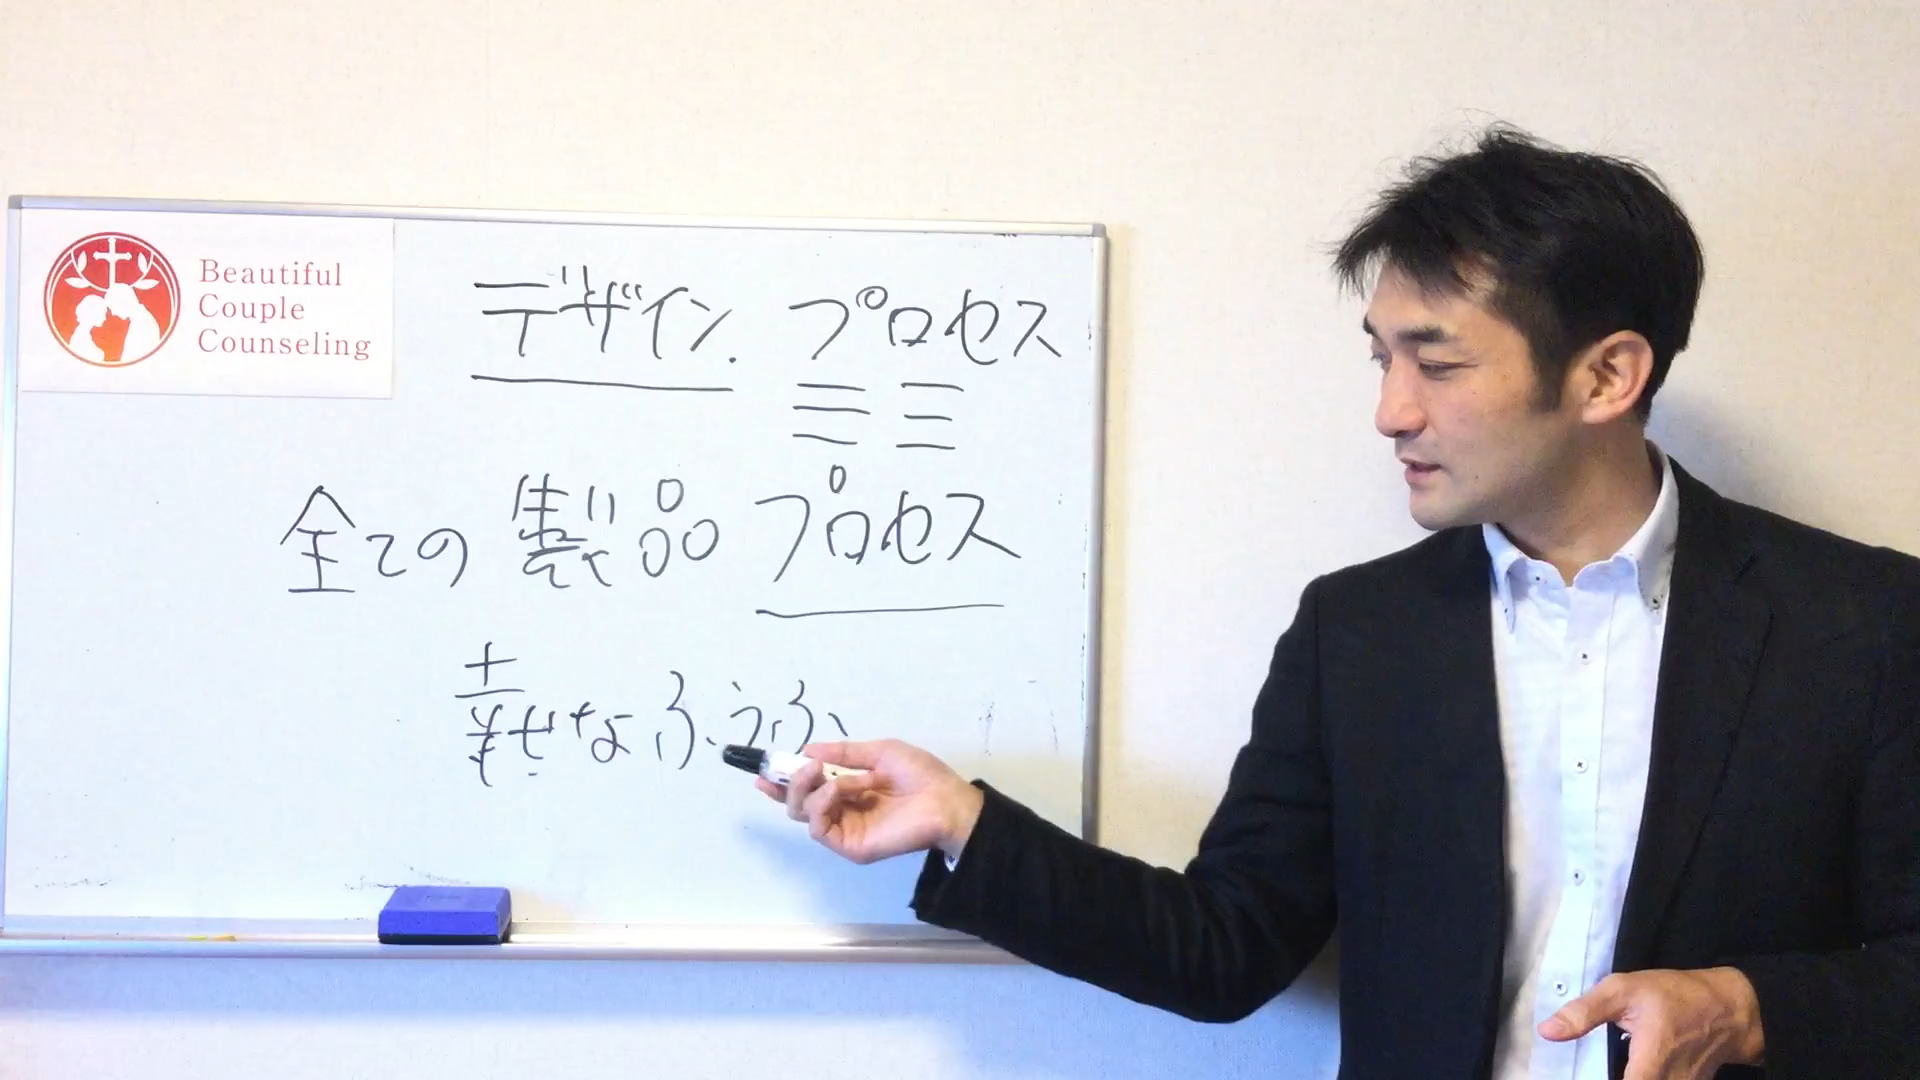 Beautiful
Couple
Counseling
デザイン. プロセス
全ての 製品 プロセス
幸せなふうふ